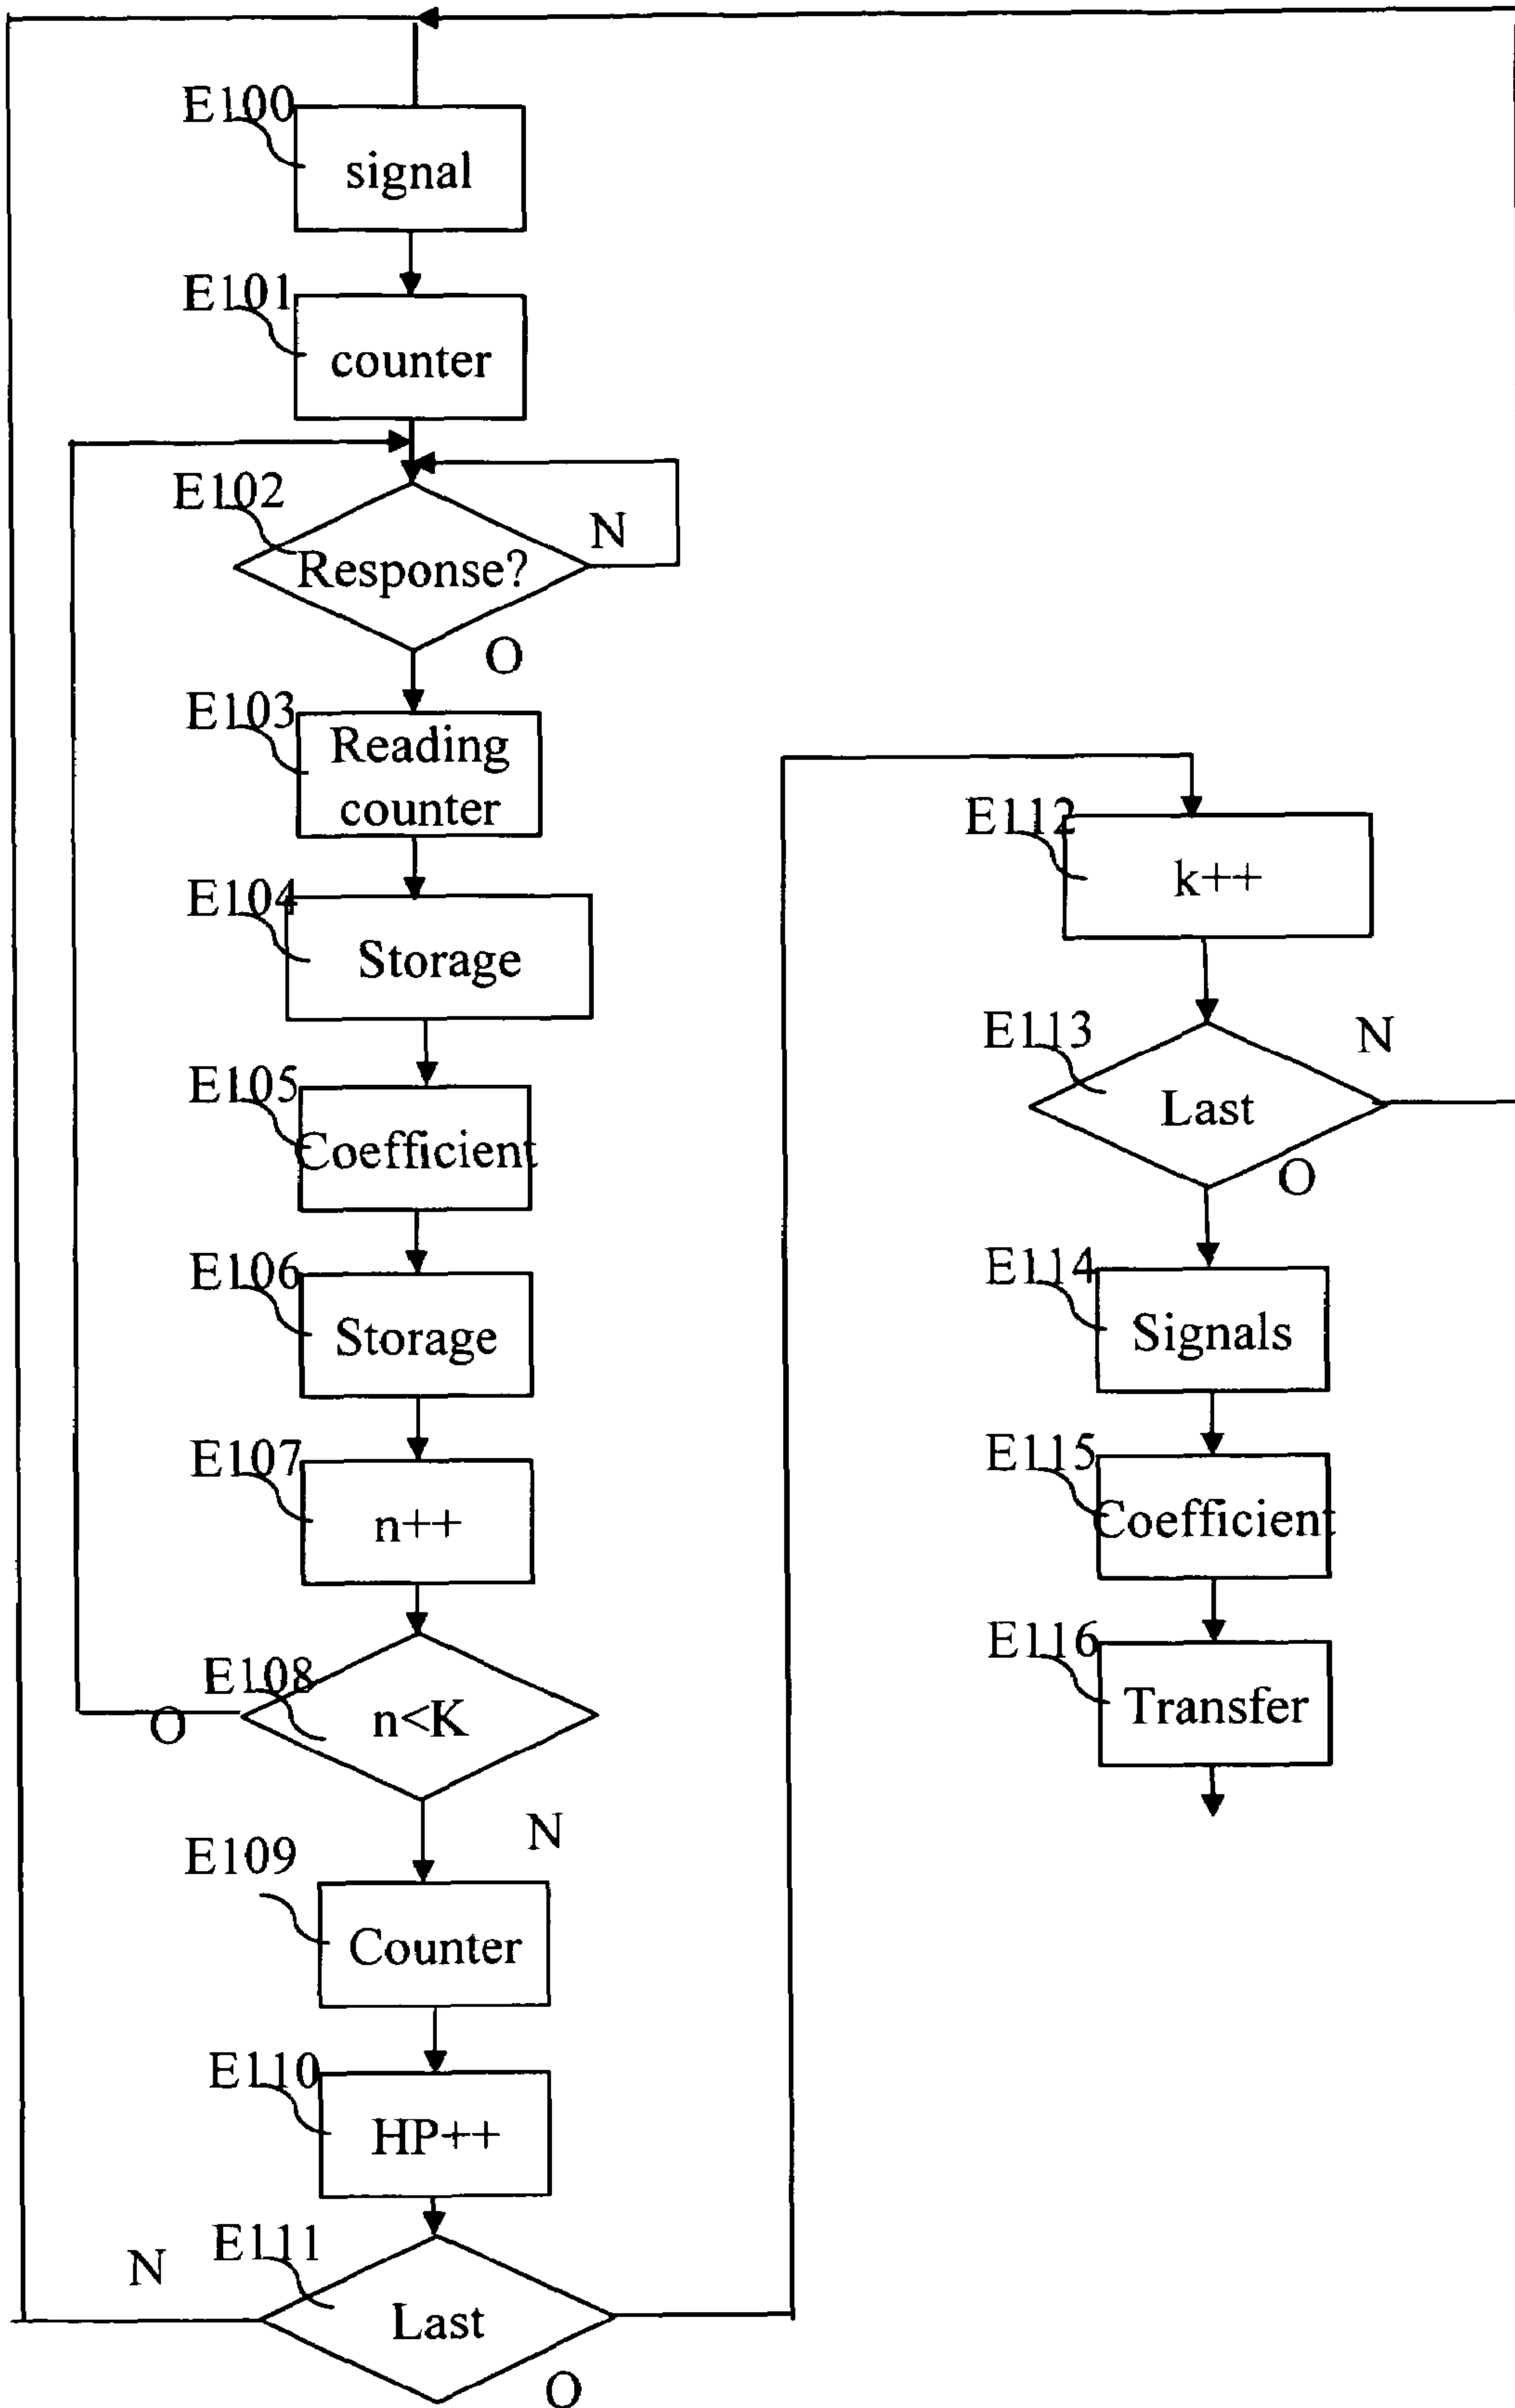 E100
signal
E101
counter
E102
Response?
N
O
E103
Reading
counter
E104
Storage
E105
Coefficient
E106
Storage
E107
n++
E108
n<K
O
N
E109
Counter
E110
HP++
E111
N
Last
O
E112
k++
E113
N
Last
O
E114
Signals
E115
Coefficient
E116
Transfer